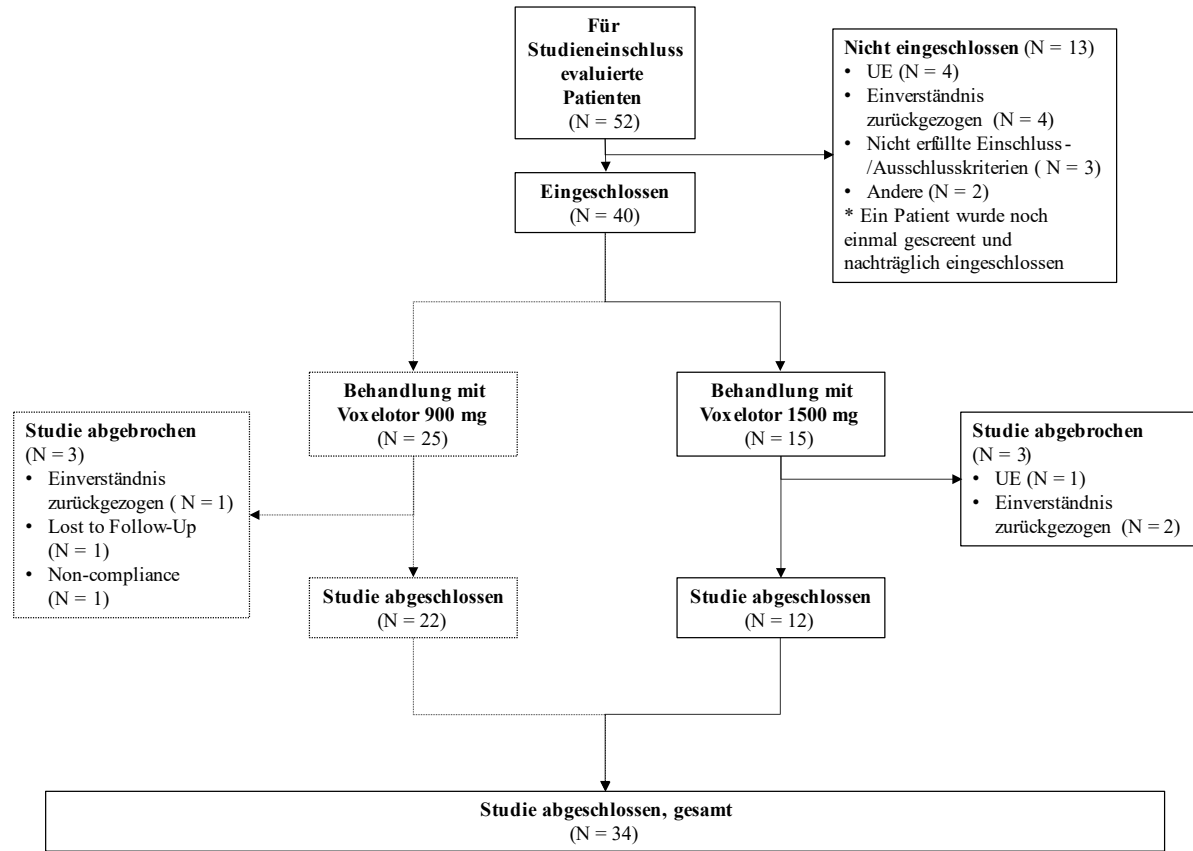 Für
Studieneinschluss
evaluierte
Patienten
(N = 52)
Nicht eingeschlossen (N = 13)
• UE (N = 4)
• Einverständnis
zurückgezogen (N = 4)
• Nicht erfüllte Einschluss-
/Ausschlusskriterien ( N = 3)
• Andere (N = 2)
* Ein Patient wurde noch
einmal gescreent und
nachträglich eingeschlossen
Eingeschlossen
(N = 40)
Behandlung mit
Voxelotor 900 mg
(N = 25)
Behandlung mit
Voxelotor 1500 mg
(N = 15)
Studie abgebrochen
(N = 3)
• Einverständnis
zurückgezogen ( N = 1)
• Lost to Follow-Up
(N = 1)
• Non-compliance
(N = 1)
Studie abgebrochen
(N = 3)
• UE (N = 1)
• Einverständnis
zurückgezogen (N = 2)
Studie abgeschlossen
(N = 22)
Studie abgeschlossen
(N = 12)
Studie abgeschlossen, gesamt
(N = 34)